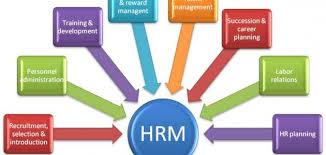 & reward
managent
management
Training &
development
Succession &
career
planning
Personnel
administration
Labor
relations
Recruitment,
selection &
introduction
HRM
HR planning